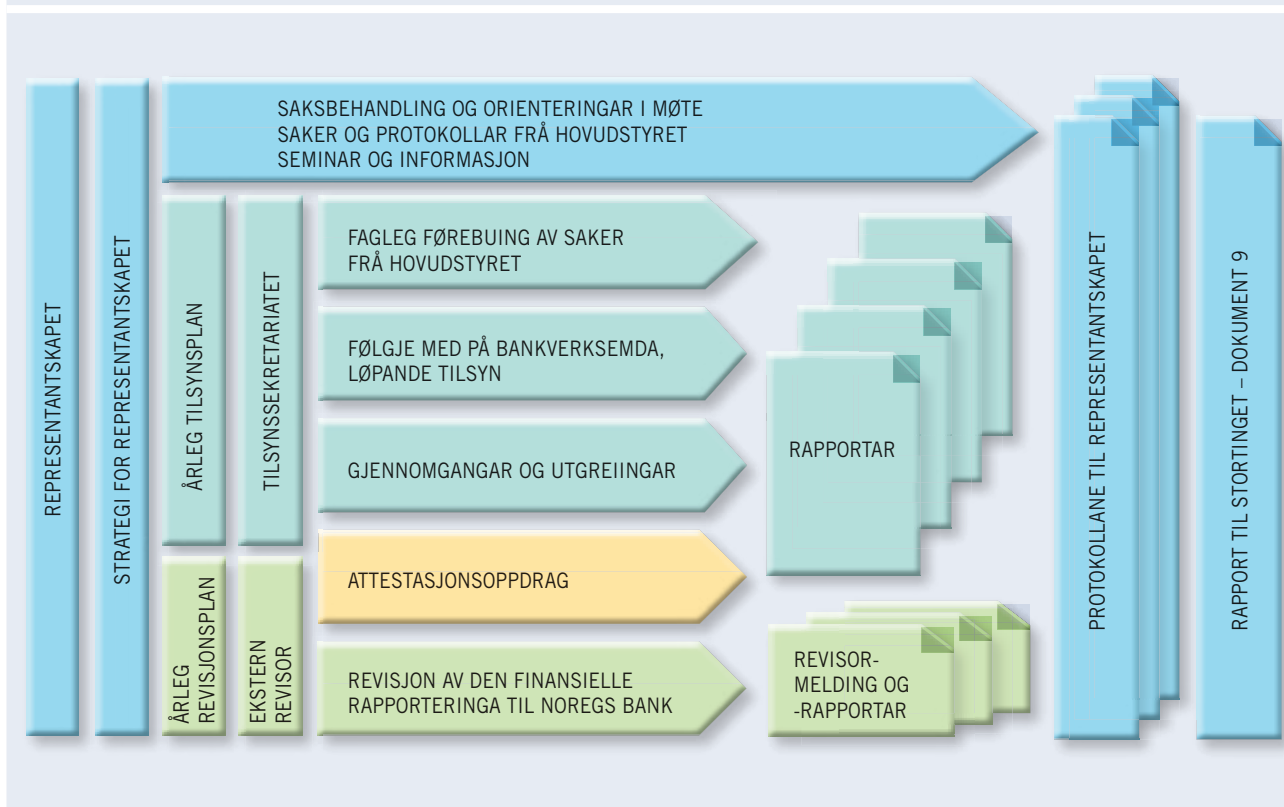 REPRESENTANTSKAPET
STRATEGI FOR REPRESENTANTSKAPET
SAKSBEHANDLING OG ORIENTERINGAR I MØTE
SAKER OG PROTOKOLLAR FRÅ HOVUDSTYRET
SEMINAR OG INFORMASJON
ÅRLEG TILSYNSPLAN
TILSYNSSEKRETARIATET
FAGLEG FØREBUING AV SAKER
FRÅ HOVUDSTYRET
FØLGJE MED PÅ BANKVERKSEMDA,
LØPANDE TILSYN
GJENNOMGANGAR OG UTGREIINGAR
RAPPORTAR
ÅRLEG
REVISJONSPLAN
EKSTERN
REVISOR
ATTESTASJONSOPPDRAG
REVISJON AV DEN FINANSIELLE
RAPPORTERINGA TIL NOREGS BANK
REVISOR-
MELDING OG
-RAPPORTAR
PROTOKOLLANE TIL REPRESENTANTSKAPET
RAPPORT TIL STORTINGET – DOKUMENT 9